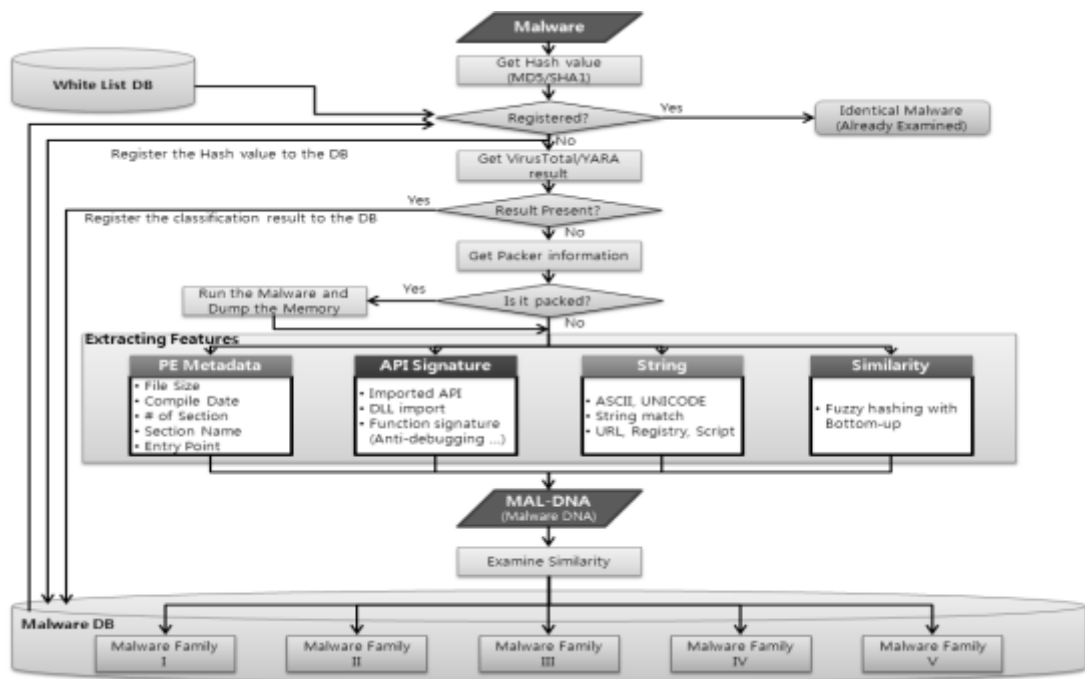 Malware
Get Hash value
(MD5/SHA1)
White List DB
Registered?
Yes
Identical Malware
(Already Examined)
No
Register the Hash value to the DB
Get VirusTotal/YARA
result
Yes
Register the classification result to the DB
Result Present?
No
Get Packer information
Run the Malware and
Dump the Memory
Yes
Is it packed?
No
Extracting Features
PE Metadata
• File Size
• Compile Date
• # of Section
• Section Name
• Entry Point
API Signature
• Imported API
• DLL import
• Function signature
(Anti-debugging ...)
String
• ASCII, UNICODE
• String match
• URL, Registry, Script
Similarity
• Fuzzy hashing with
Bottom-up
MAL-DNA
(Malware DNA)
Examine Similarity
Malware DB
Malware Family
I
Malware Family
II
Malware Family
III
Malware Family
IV
Malware Family
V